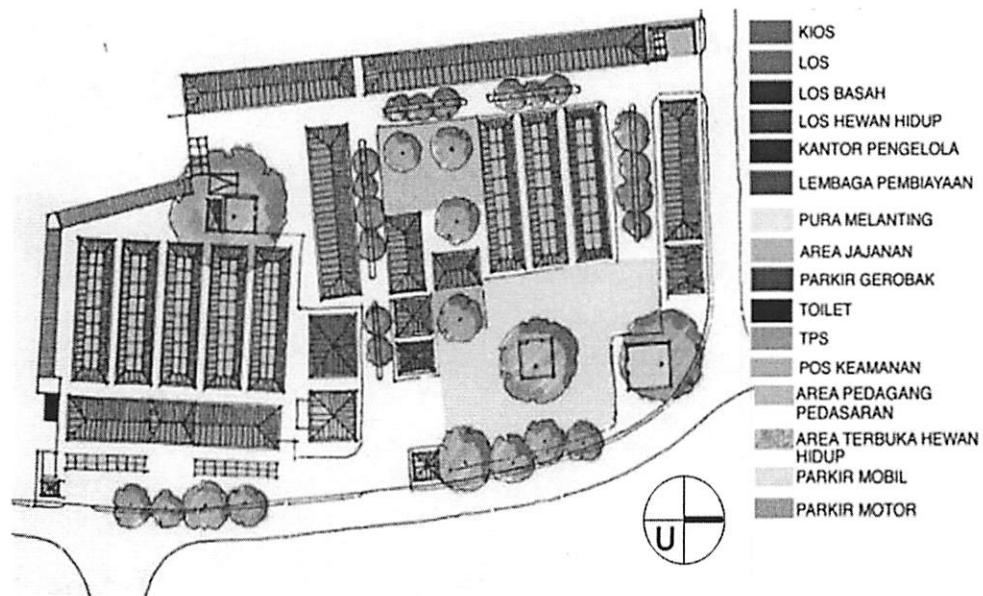 KIOS
LOS
LOS BASAH
LOS HEWAN HIDUP
KANTOR PENGELOLA
LEMBAGA PEMBIAYAAN
PURA MELANTING
AREA JAJANAN
PARKIR GEROBAK
TOILET
TPS
POS KEAMANAN
AREA PEDAGANG
PEDASARAN
AREA TERBUKA HEWAN
HIDUP
PARKIR MOBIL
PARKIR MOTOR
U